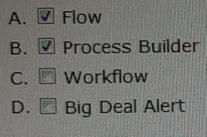 A. Flow
B. Process Builder
C. Workflow
D. Big Deal Alert